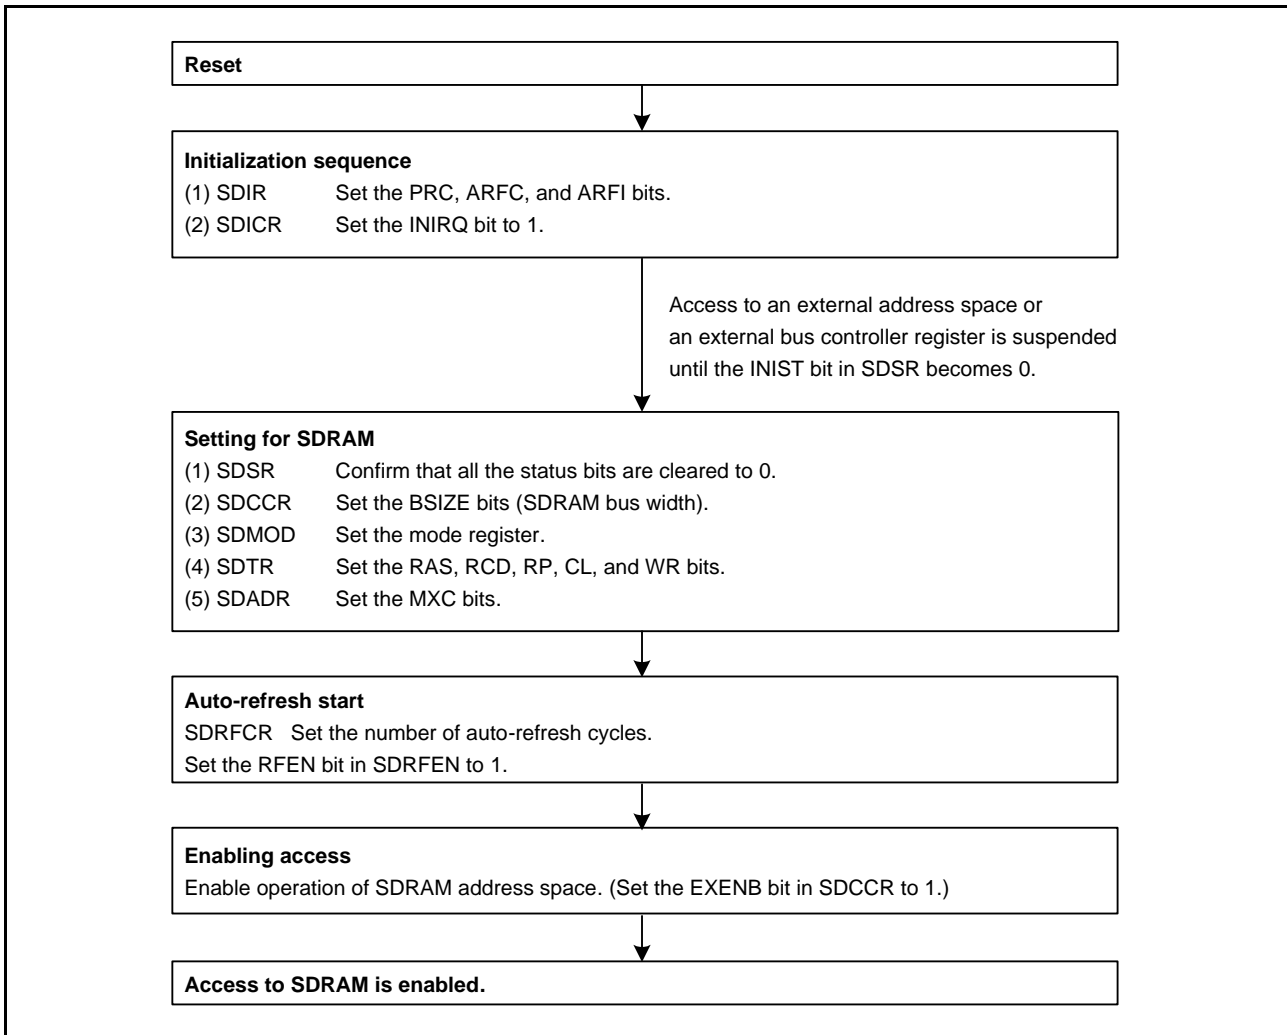 Reset
Initialization sequence
(1) SDIR Set the PRC, ARFC, and ARFI bits.
(2) SDICR Set the INIRQ bit to 1.
Access to an external address space or
an external bus controller register is suspended
until the INIST bit in SDSR becomes 0.
Setting for SDRAM
(1) SDSR Confirm that all the status bits are cleared to 0.
(2) SDCCR Set the BSIZE bits (SDRAM bus width).
(3) SDMOD Set the mode register.
(4) SDTR Set the RAS, RCD, RP, CL, and WR bits.
(5) SDADR Set the MXC bits.
Auto-refresh start
SDRFCR Set the number of auto-refresh cycles.
Set the RFEN bit in SDRFEN to 1.
Enabling access
Enable operation of SDRAM address space. (Set the EXENB bit in SDCCR to 1.)
Access to SDRAM is enabled.